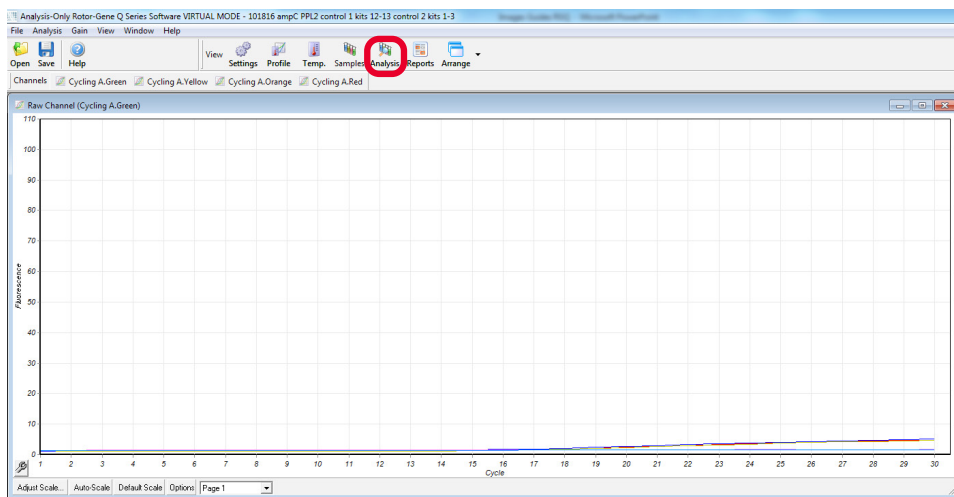 Analysis-Only Rotor-Gene Q Series Software VIRTUAL MODE - 101816 ampC PPL2 control 1 kits 12-13 control 2 kits 1-3
File Analysis Gain View Window Help
Open Save Help View Settings Profile Temp. Samples Analysis Reports Arrange
Channels Cycling A.Green Cycling A.Yellow Cycling A.Orange Cycling A.Red
Raw Channel (Cycling A.Green)
110
100
90
80
70
60
Fluorescence
50
40
30
20
10
0
1 2 3 4 5 6 7 8 9 10 11 12 13 14 15 16 17 18 19 20 21 22 23 24 25 26 27 28 29 30
Cycle
Adjust Scale... Auto-Scale Default Scale Options Page 1